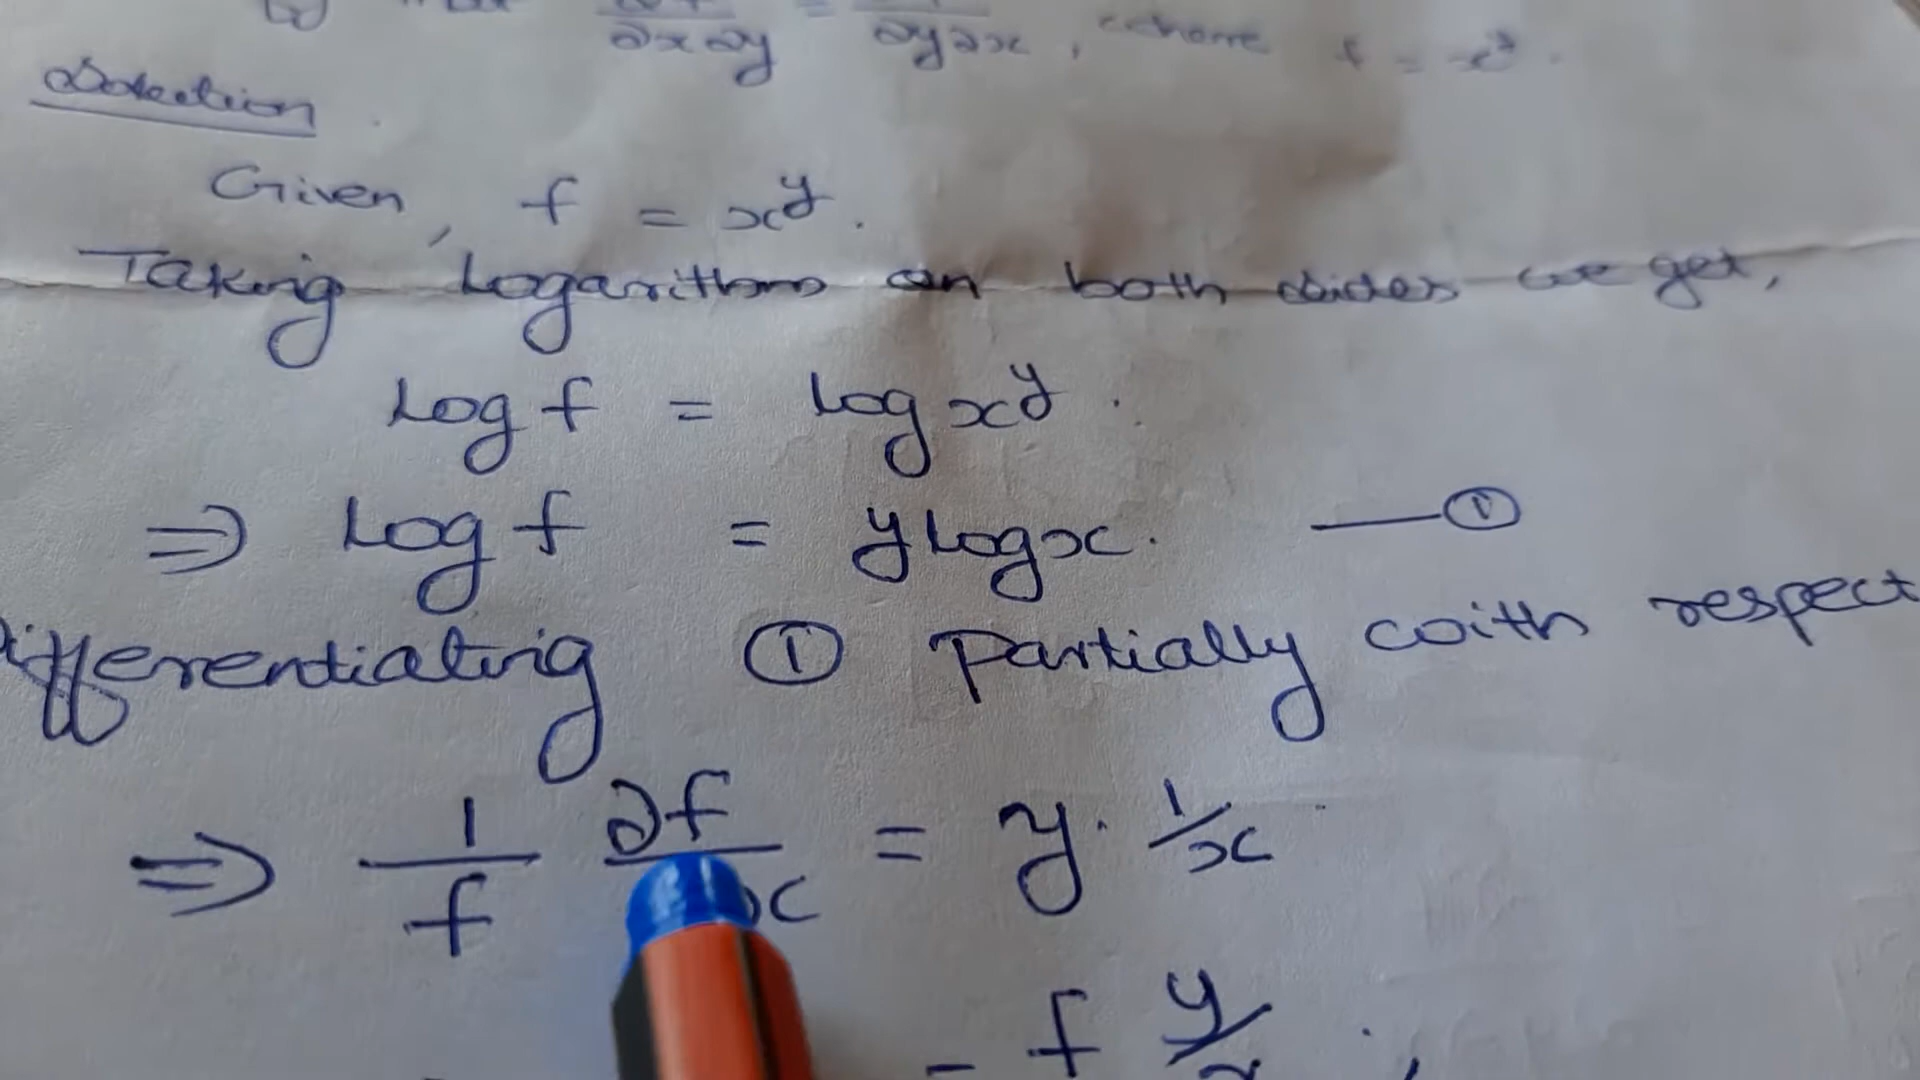 ∂x∂y = ∂y∂x, where f = x^y.
Solution
Given, f = x^y.
Taking Logarithms on both sides we get,
Log f = log x^y.
⇒ Log f = y log x. —①
Differentiating ① Partially with respect
⇒ 1/f ∂f/∂x = y. 1/x
= f y/x ;